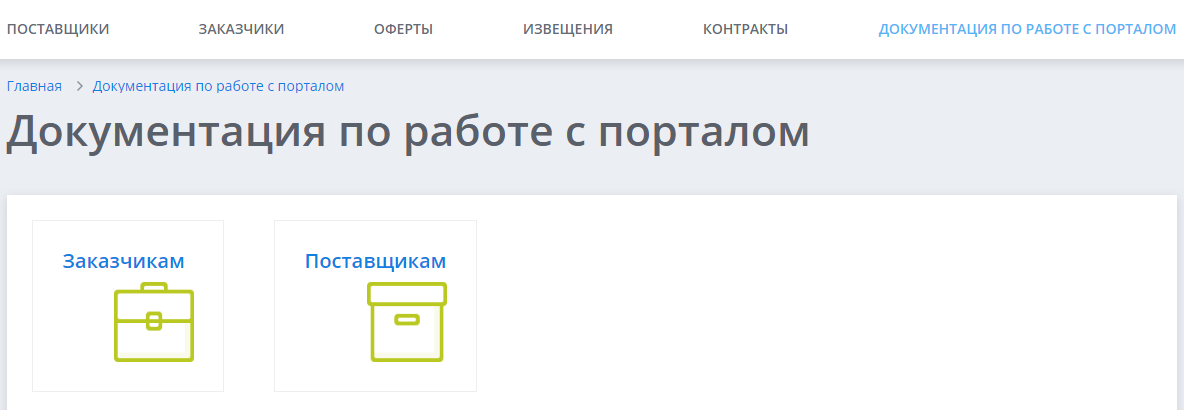 ПОСТАВЩИКИ ЗАКАЗЧИКИ ОФЕРТЫ ИЗВЕЩЕНИЯ КОНТРАКТЫ ДОКУМЕНТАЦИЯ ПО РАБОТЕ С ПОРТАЛОМ
Главная > Документация по работе с порталом
Документация по работе с порталом
Заказчикам
Поставщикам